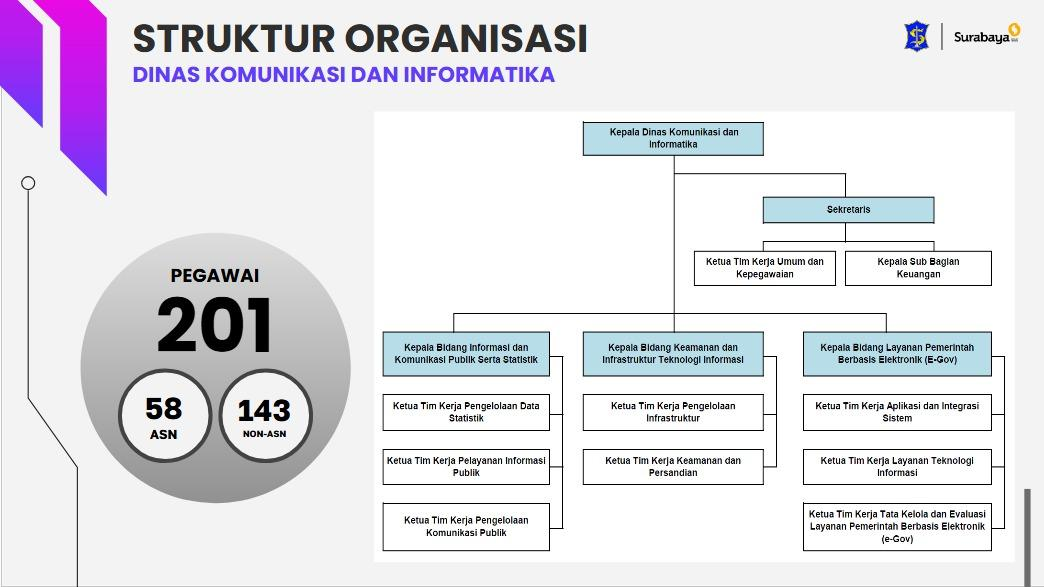 STRUKTUR ORGANISASI
DINAS KOMUNIKASI DAN INFORMATIKA
Surabaya
PEGAWAI
201
58
ASN
143
NON-ASN
Kepala Dinas Komunikasi dan
Informatika
Sekretaris
Ketua Tim Kerja Umum dan
Kepegawaian
Kepala Sub Bagian
Keuangan
Kepala Bidang Informasi dan
Komunikasi Publik Serta Statistik
Ketua Tim Kerja Pengelolaan Data
Statistik
Ketua Tim Kerja Pelayanan Informasi
Publik
Ketua Tim Kerja Pengelolaan
Komunikasi Publik
Kepala Bidang Keamanan dan
Infrastruktur Teknologi Informasi
Ketua Tim Kerja Pengelolaan
Infrastruktur
Ketua Tim Kerja Keamanan dan
Persandian
Kepala Bidang Layanan Pemerintah
Berbasis Elektronik (E-Gov)
Ketua Tim Kerja Aplikasi dan Integrasi
Sistem
Ketua Tim Kerja Layanan Teknologi
Informasi
Ketua Tim Kerja Tata Kelola dan Evaluasi
Layanan Pemerintah Berbasis Elektronik
(e-Gov)